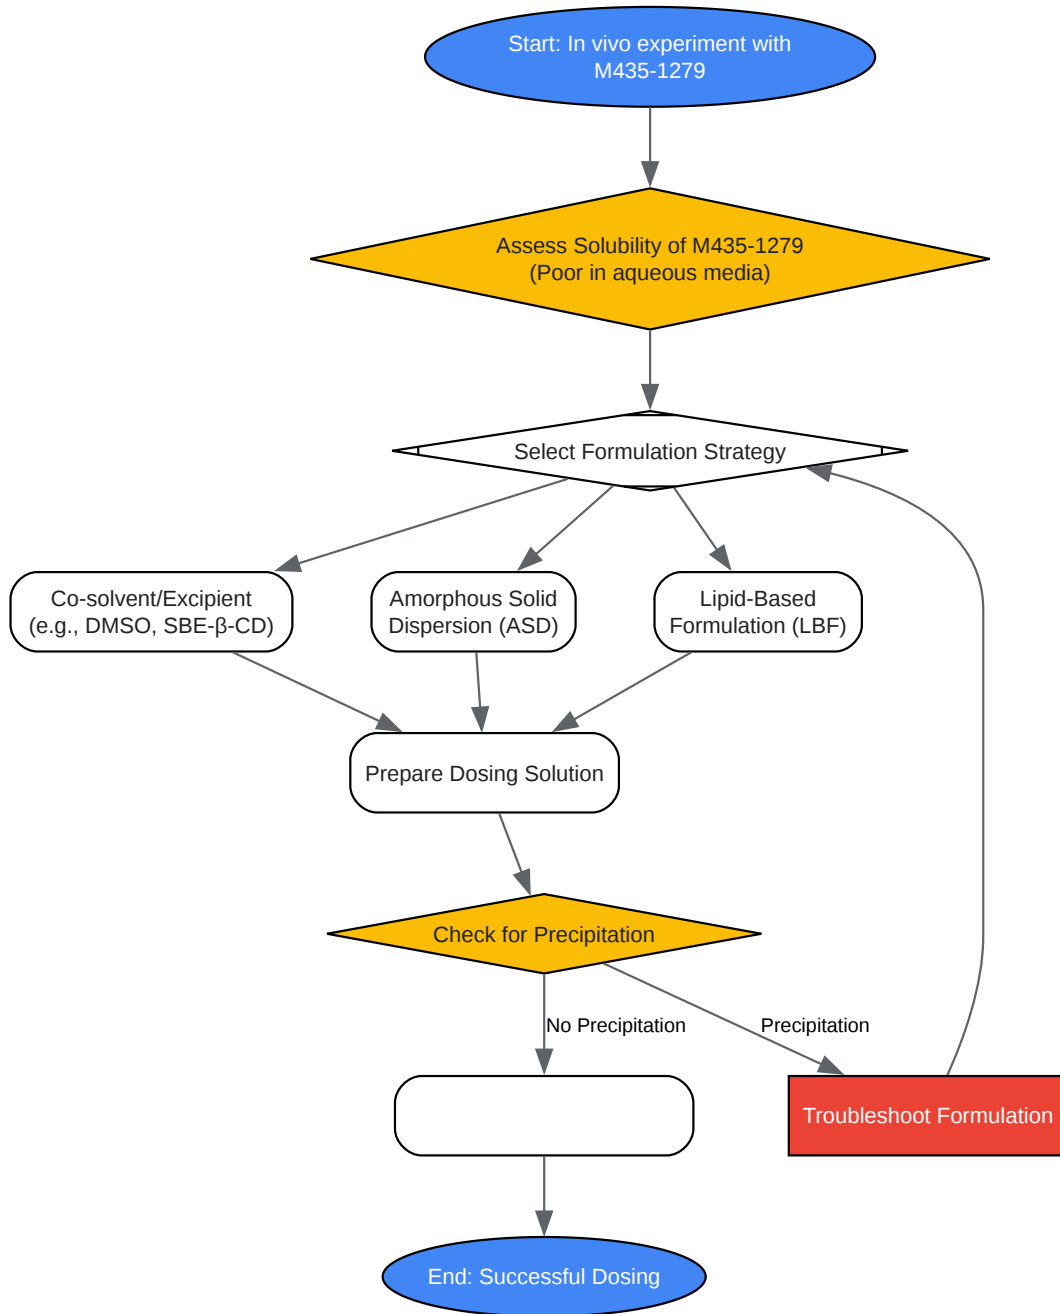 Start: In vivo experiment with
M435-1279
Assess Solubility of M435-1279
(Poor in aqueous media)
Select Formulation Strategy
Co-solvent/Excipient
(e.g., DMSO, SBE-β-CD)
Amorphous Solid
Dispersion (ASD)
Lipid-Based
Formulation (LBF)
Prepare Dosing Solution
Check for Precipitation
No Precipitation
Precipitation
Troubleshoot Formulation
End: Successful Dosing